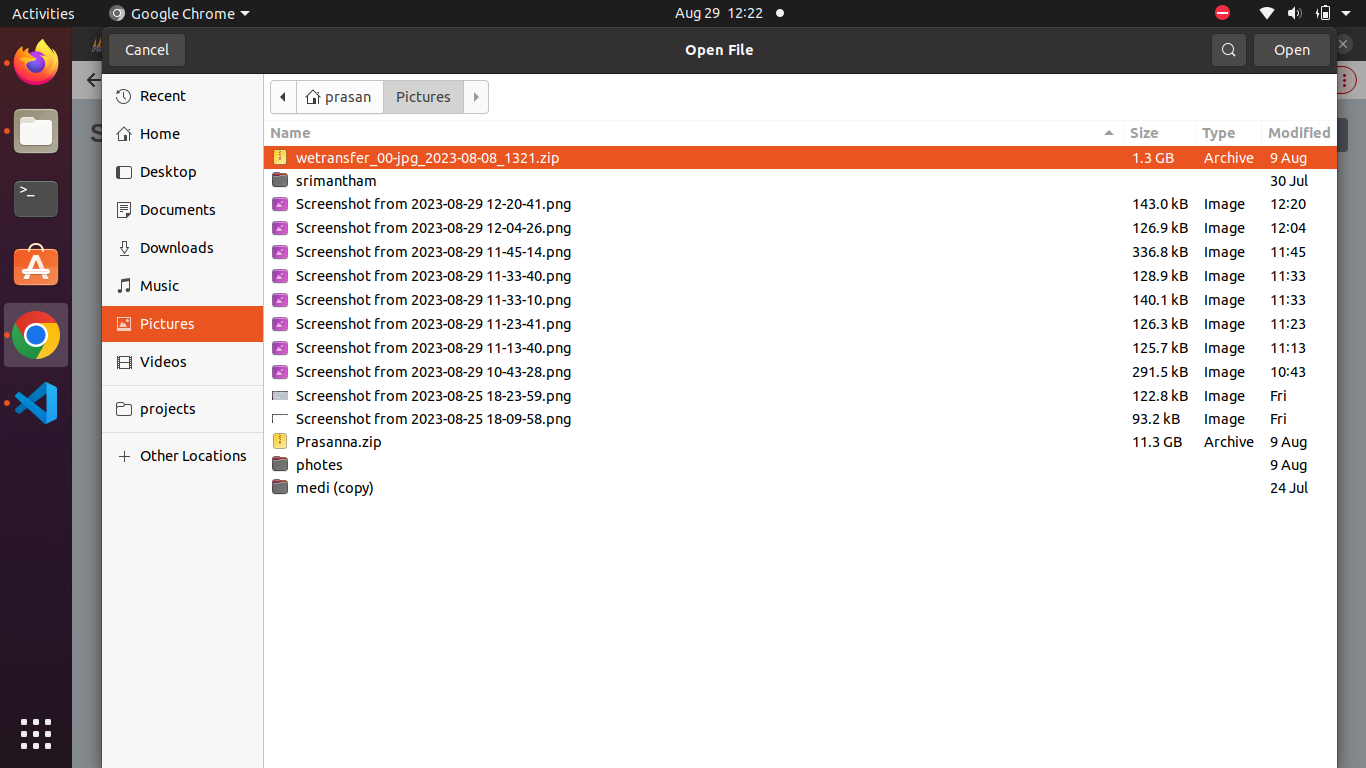 Activities Google Chrome Aug 29 12:22
Cancel Open File Open
Recent
Home
Desktop
Documents
Downloads
Music
Pictures
Videos
projects
Other Locations
prasan Pictures
Name Size Type Modified
wetransfer_00-jpg_2023-08-08_1321.zip 1.3 GB Archive 9 Aug
srimantham 30 Jul
Screenshot from 2023-08-29 12-20-41.png 143.0 kB Image 12:20
Screenshot from 2023-08-29 12-04-26.png 126.9 kB Image 12:04
Screenshot from 2023-08-29 11-45-14.png 336.8 kB Image 11:45
Screenshot from 2023-08-29 11-33-40.png 128.9 kB Image 11:33
Screenshot from 2023-08-29 11-33-10.png 140.1 kB Image 11:33
Screenshot from 2023-08-29 11-23-41.png 126.3 kB Image 11:23
Screenshot from 2023-08-29 11-13-40.png 125.7 kB Image 11:13
Screenshot from 2023-08-29 10-43-28.png 291.5 kB Image 10:43
Screenshot from 2023-08-25 18-23-59.png 122.8 kB Image Fri
Screenshot from 2023-08-25 18-09-58.png 93.2 kB Image Fri
Prasanna.zip 11.3 GB Archive 9 Aug
photes 9 Aug
medi (copy) 24 Jul